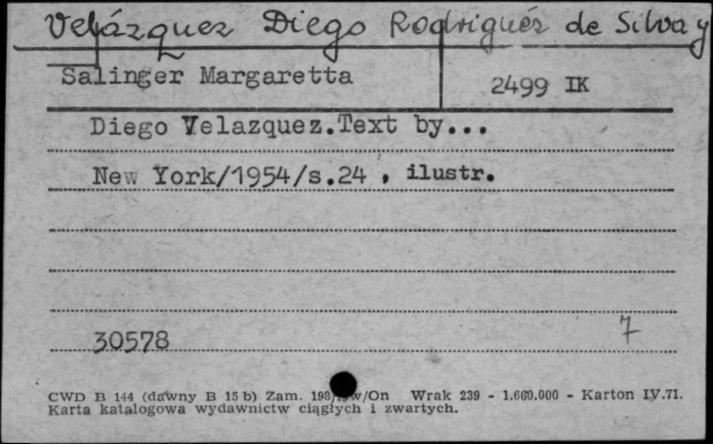 Velázquez Diego Rodriguéz de Silva y
Salinger Margaretta
2499 IK
Diego Velazquez.Text by...
New York/1954/s.24 , ilustr.
30578
7
CWD B 144 (dawny B 15 b) Zam. /On Wrak 239 - 1.660.000 - Karton IV.71.
Karta katalogowa wydawnictw ciągłych i zwartych.